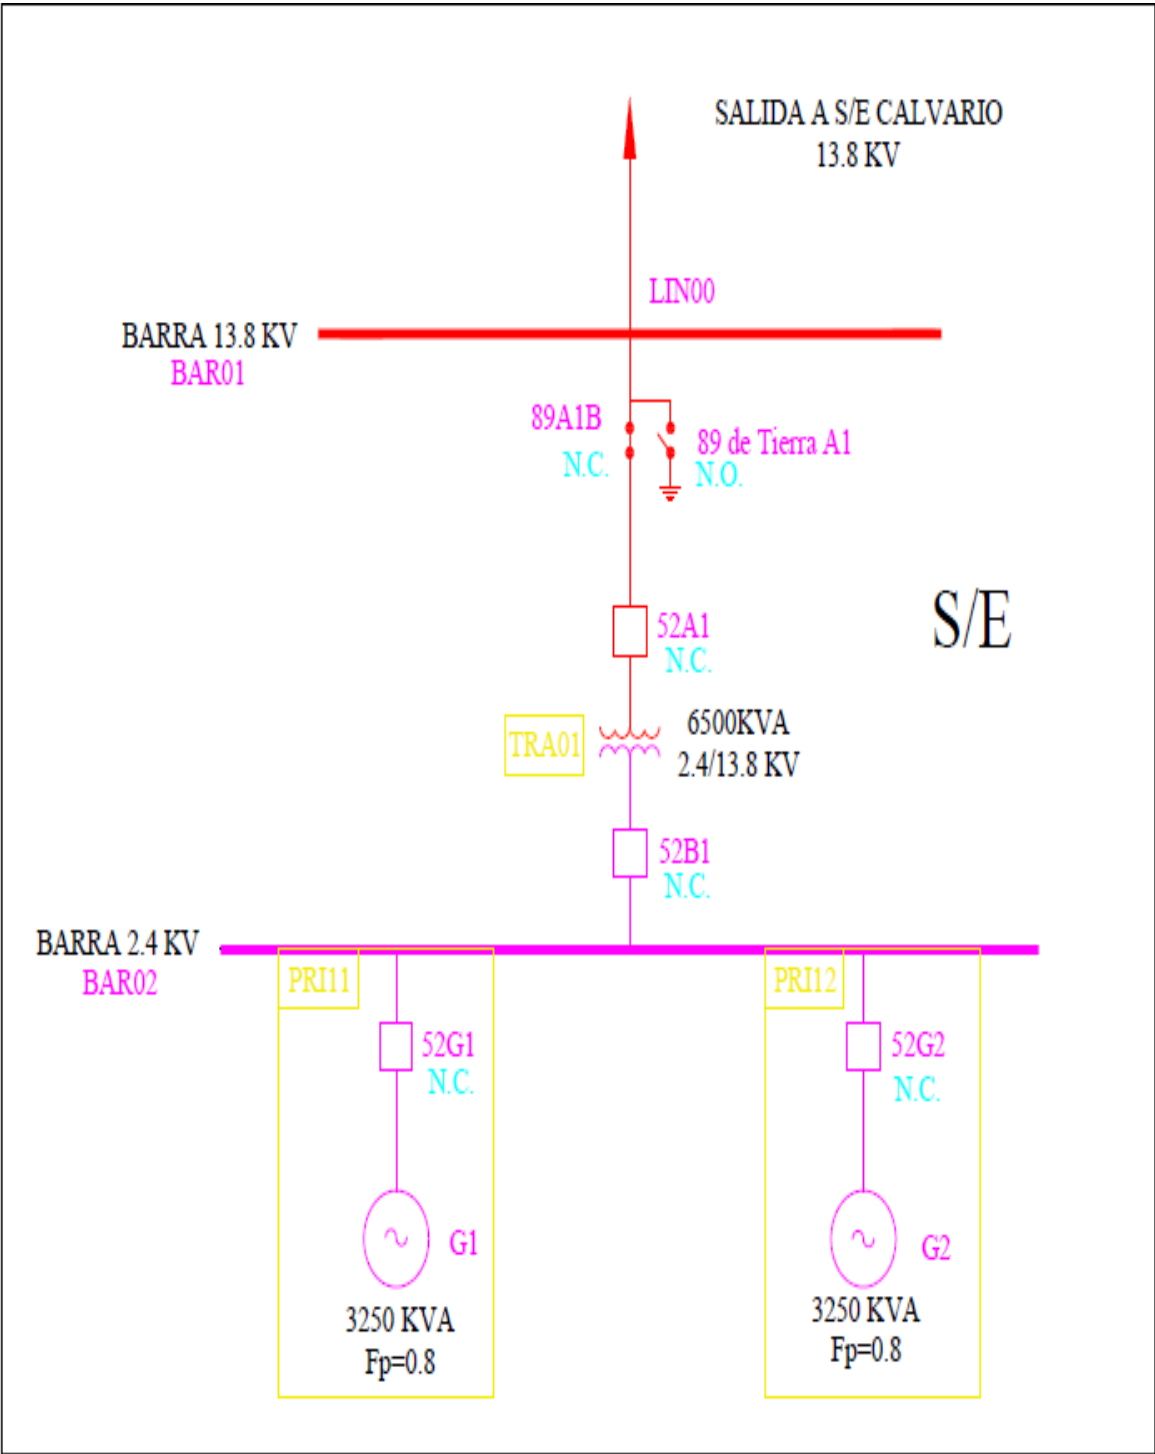 SALIDA A S/E CALVARIO
13.8 KV
LIN00
BARRA 13.8 KV
BAR01
89A1B
N.C.
89 de Tierra A1
N.O.
S/E
52A1
N.C.
TRA01
6500KVA
2.4/13.8 KV
52B1
N.C.
BARRA 2.4 KV
BAR02
PRI11
52G1
N.C.
G1
3250 KVA
Fp=0.8
PRI12
52G2
N.C.
G2
3250 KVA
Fp=0.8